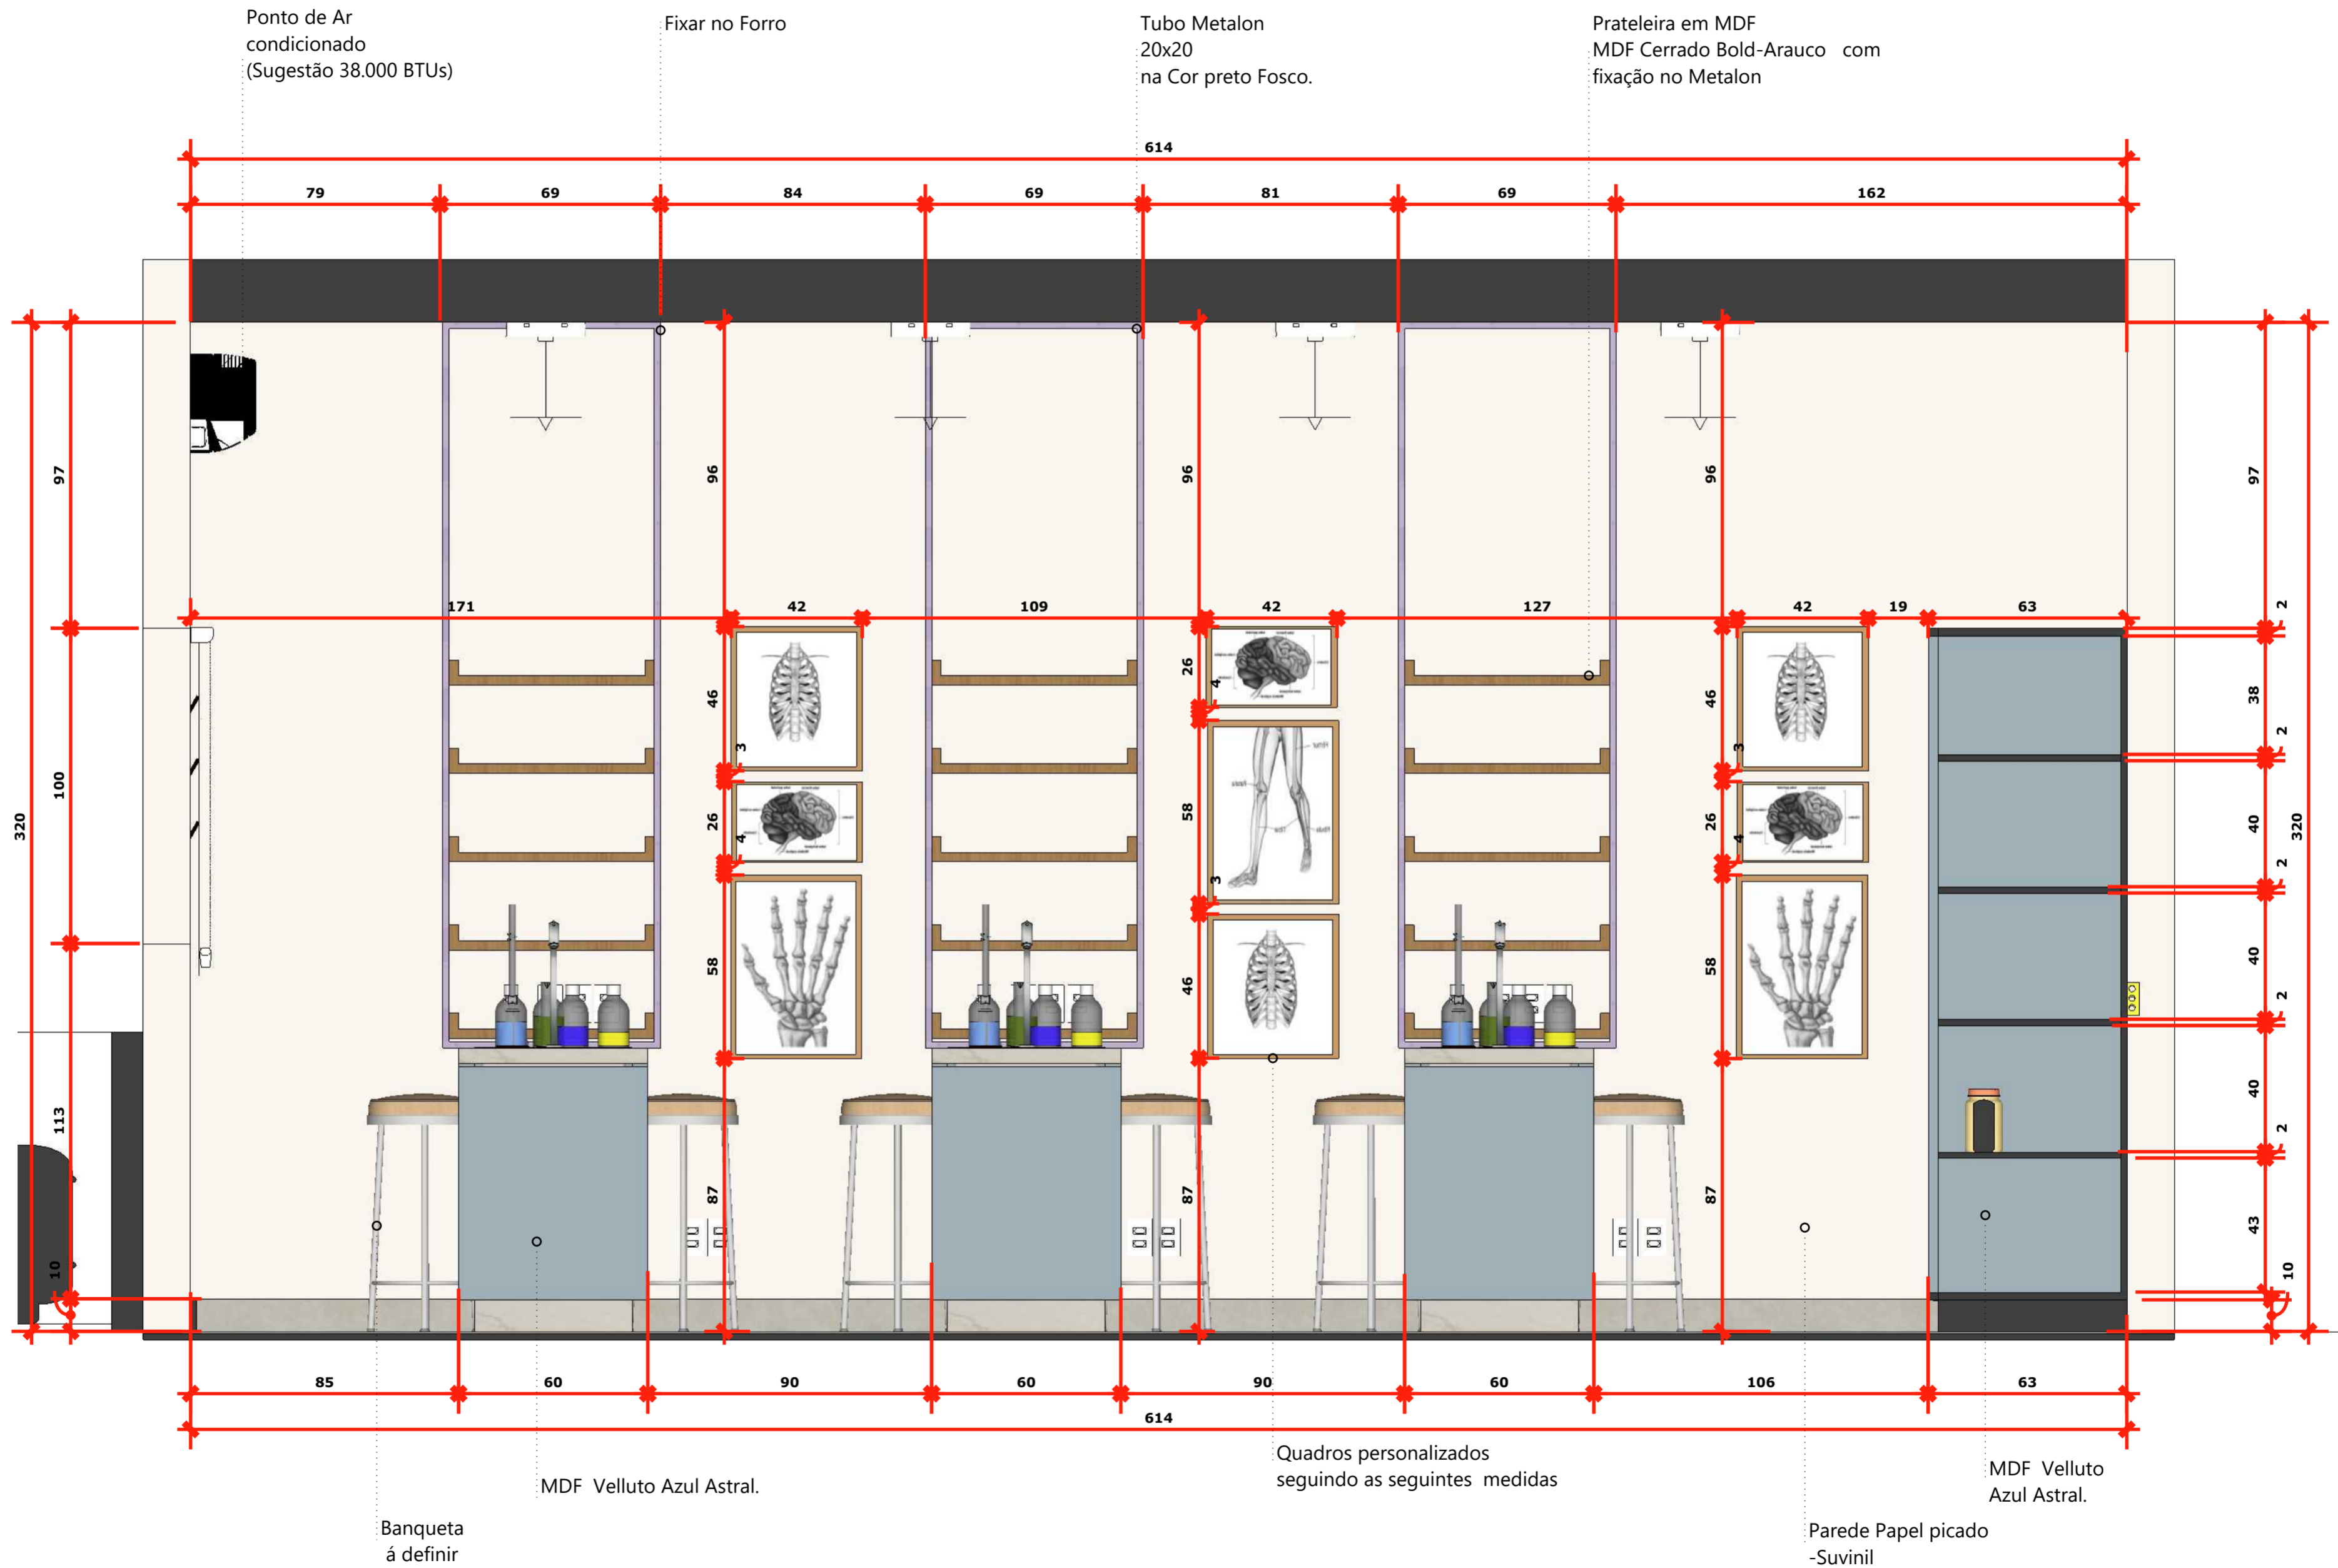 Ponto de Ar
condicionado
(Sugestão 38.000 BTUs)
Fixar no Forro
Tubo Metalon
20x20
na Cor preto Fosco.
Prateleira em MDF
MDF Cerrado Bold-Arauco com
fixação no Metalon
614
79 69 84 69 81 69 162
97
100
113
10
320
171 42 109 42 127 42 19 63
96
46
3
26
4
58
87
96
26
4
58
3
46
87
96
46
3
26
4
58
87
97
2
38
2
40
2
40
2
40
2
43
10
320
85 60 90 60 90 60 106 63
614
MDF Velluto Azul Astral.
Banqueta
á definir
Quadros personalizados
seguindo as seguintes medidas
MDF Velluto
Azul Astral.
Parede Papel picado
-Suvinil